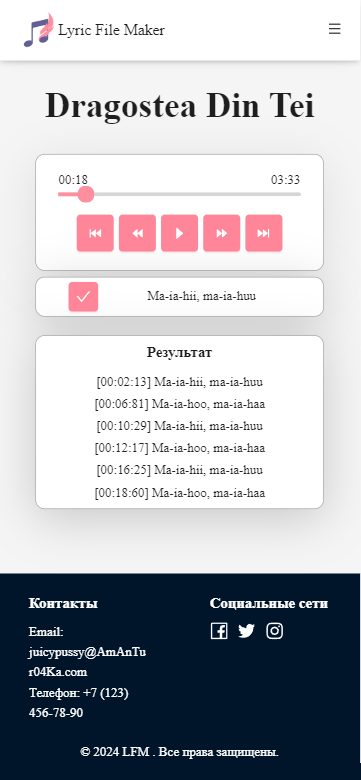 Lyric File Maker
Dragostea Din Tei
00:18 03:33
Ma-ia-hii, ma-ia-huu
Результат
[00:02:13] Ma-ia-hii, ma-ia-huu
[00:06:81] Ma-ia-hoo, ma-ia-haa
[00:10:29] Ma-ia-hii, ma-ia-huu
[00:12:17] Ma-ia-hoo, ma-ia-haa
[00:16:25] Ma-ia-hii, ma-ia-huu
[00:18:60] Ma-ia-hoo, ma-ia-haa
Контакты
Email:
juicypussy@AmAnTu
r04Ka.com
Телефон: +7 (123)
456-78-90
Социальные сети
© 2024 LFM . Все права защищены.